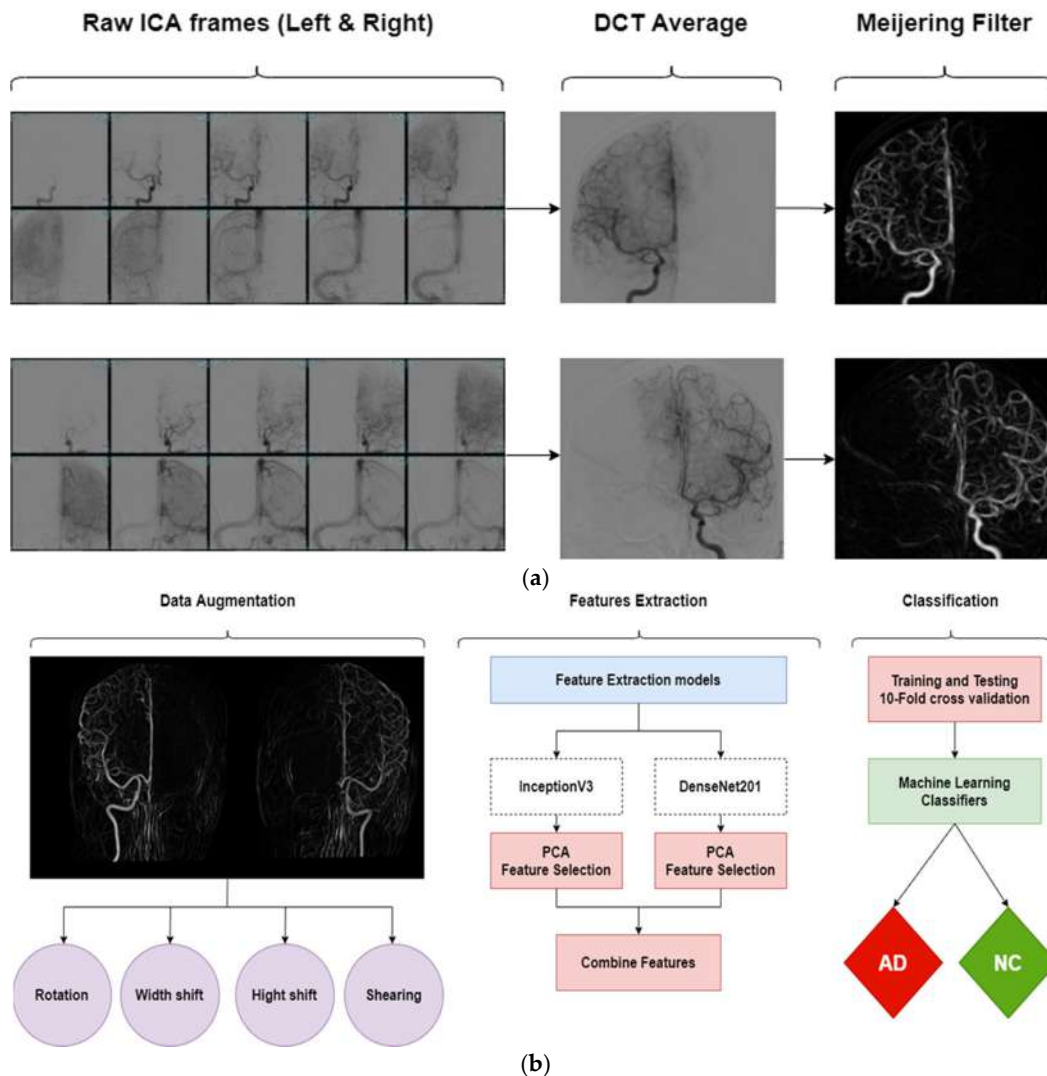 Raw ICA frames (Left & Right)
DCT Average
Meijering Filter
(a)
Data Augmentation
Features Extraction
Classification
Feature Extraction models
Training and Testing
10-Fold cross validation
InceptionV3
DenseNet201
Machine Learning
Classifiers
PCA
Feature Selection
PCA
Feature Selection
Combine Features
AD
NC
Rotation
Width shift
Hight shift
Shearing
(b)